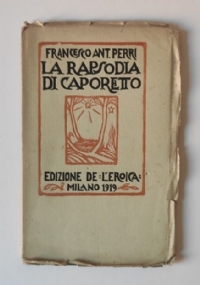 FRANCESCO ANT. PERRI
LA RAPSODIA
DI CAPORETTO
EDIZIONE DE : L'EROICA :
MILANO 1919